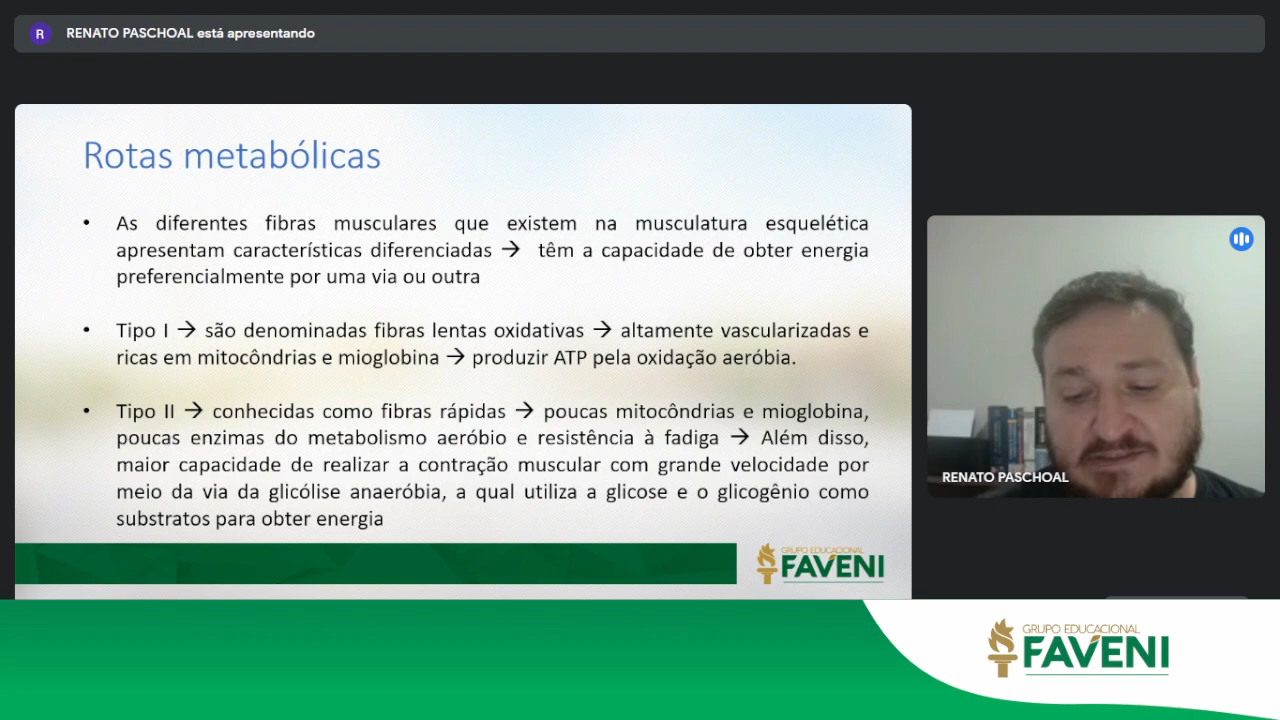 R
RENATO PASCHOAL está apresentando
Rotas metabólicas
• As diferentes fibras musculares que existem na musculatura esquelética
apresentam características diferenciadas → têm a capacidade de obter energia
preferencialmente por uma via ou outra
• Tipo I → são denominadas fibras lentas oxidativas → altamente vascularizadas e
ricas em mitocôndrias e mioglobina → produzir ATP pela oxidação aeróbia.
• Tipo II → conhecidas como fibras rápidas → poucas mitocôndrias e mioglobina,
poucas enzimas do metabolismo aeróbio e resistência à fadiga → Além disso,
maior capacidade de realizar a contração muscular com grande velocidade por
meio da via da glicólise anaeróbia, a qual utiliza a glicose e o glicogênio como
substratos para obter energia
GRUPO EDUCACIONAL
FAVENI
RENATO PASCHOAL
GRUPO EDUCACIONAL
FAVENI